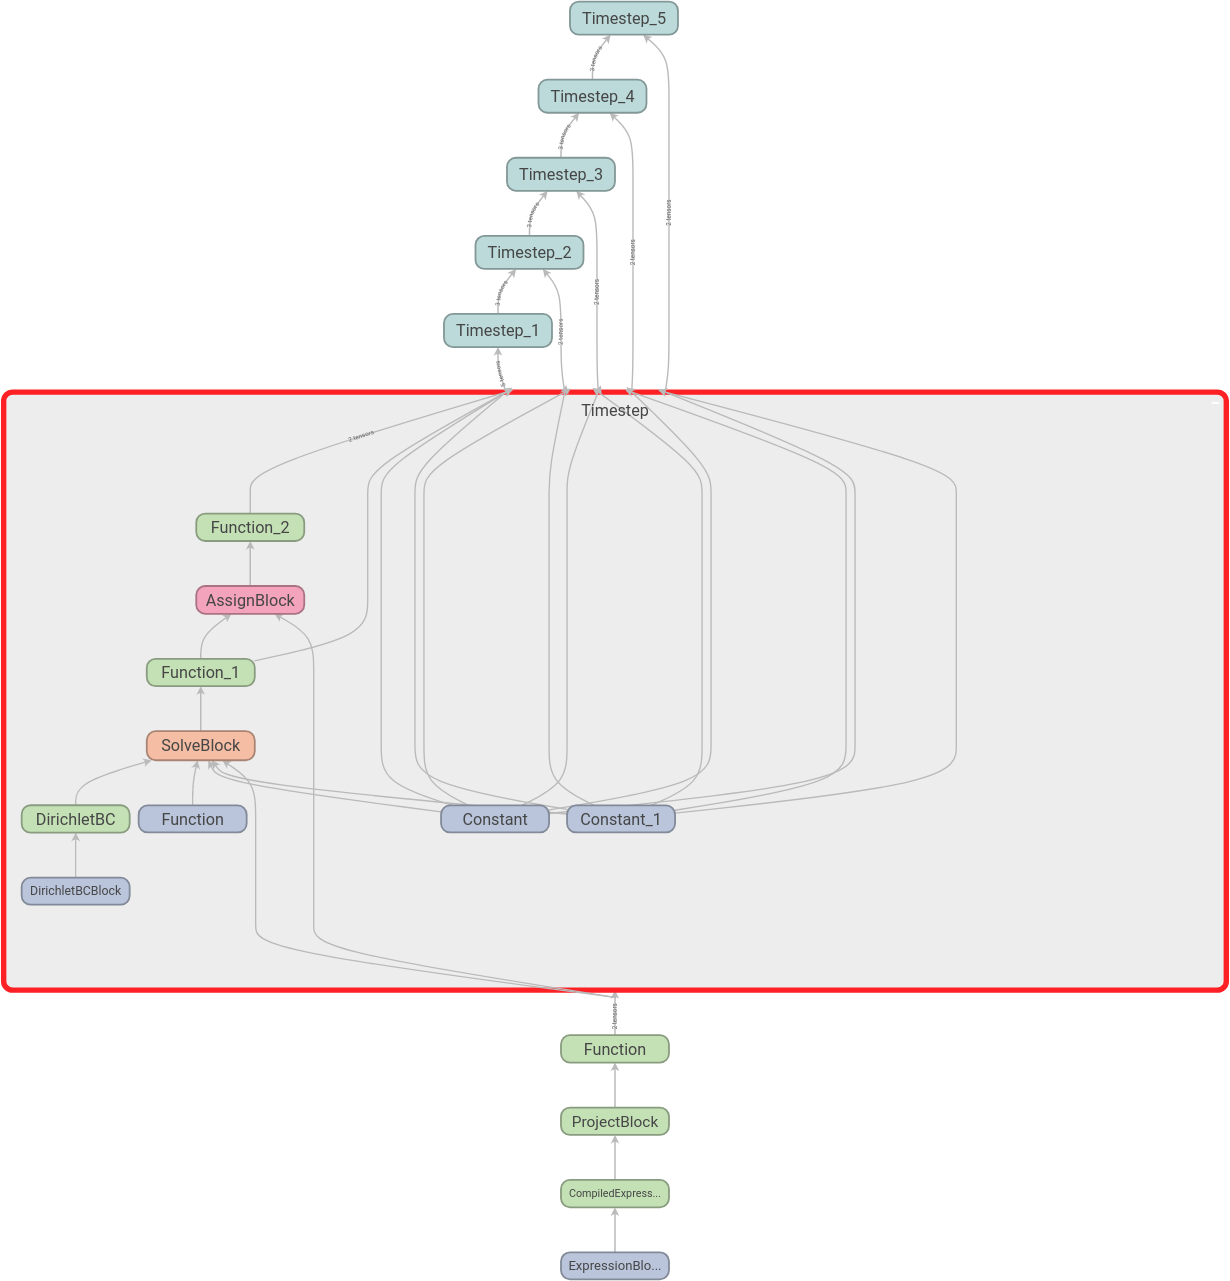 Timestep_5
3 tensors
Timestep_4
3 tensors
Timestep_3
2 tensors
3 tensors
2 tensors
Timestep_2
3 tensors
2 tensors
Timestep_1
2 tensors
5 tensors
Timestep
2 tensors
Function_2
AssignBlock
Function_1
SolveBlock
DirichletBC
Function
Constant
Constant_1
DirichletBCBlock
2 tensors
Function
ProjectBlock
CompiledExpress...
ExpressionBlo...